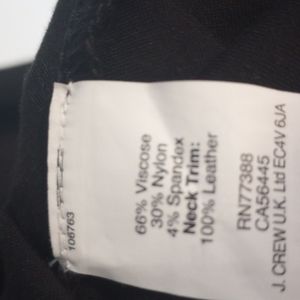 66% Viscose
30% Nylon
4% Spandex
Neck Trim:
100% Leather
RN77388
CA56445
J. CREW U.K. Ltd EC4V 6JA
106763